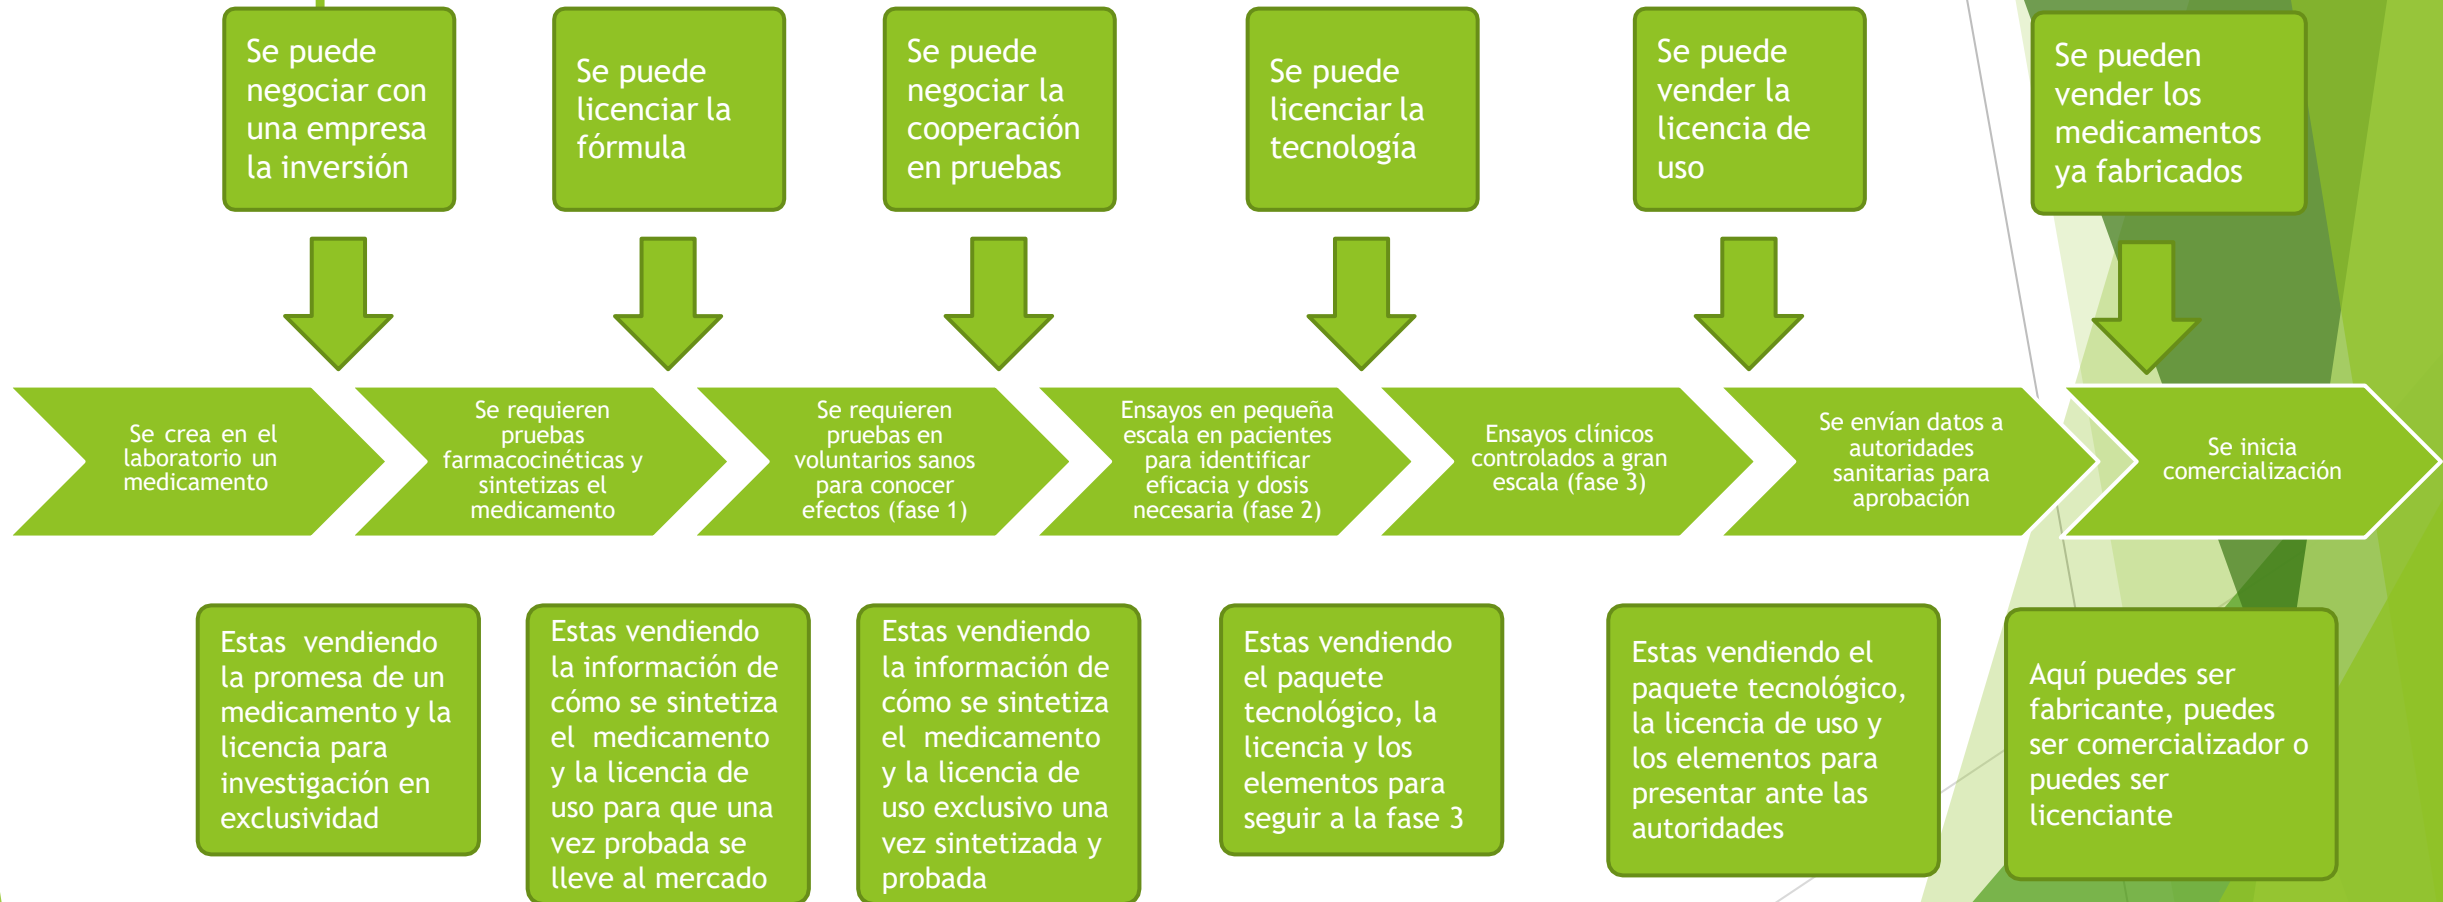 Se puede
negociar con
una empresa
la inversión
Se puede
licenciar la
fórmula
Se puede
negociar la
cooperación
en pruebas
Se puede
licenciar la
tecnología
Se puede
vender la
licencia de
uso
Se pueden
vender los
medicamentos
ya fabricados
Se crea en el
laboratorio un
medicamento
Se requieren
pruebas
farmacocinéticas y
sintetizas el
medicamento
Se requieren
pruebas en
voluntarios sanos
para conocer
efectos (fase 1)
Ensayos en pequeña
escala en pacientes
para identificar
eficacia y dosis
necesaria (fase 2)
Ensayos clínicos
controlados a gran
escala (fase 3)
Se envían datos a
autoridades
sanitarias para
aprobación
Se inicia
comercialización
Estas vendiendo
la promesa de un
medicamento y la
licencia para
investigación en
exclusividad
Estas vendiendo
la información de
cómo se sintetiza
el medicamento
y la licencia de
uso para que una
vez probada se
lleve al mercado
Estas vendiendo
la información de
cómo se sintetiza
el medicamento
y la licencia de
uso exclusivo una
vez sintetizada y
probada
Estas vendiendo
el paquete
tecnológico, la
licencia y los
elementos para
seguir a la fase 3
Estas vendiendo el
paquete tecnológico,
la licencia de uso y
los elementos para
presentar ante las
autoridades
Aquí puedes ser
fabricante, puedes
ser comercializador o
puedes ser
licenciante